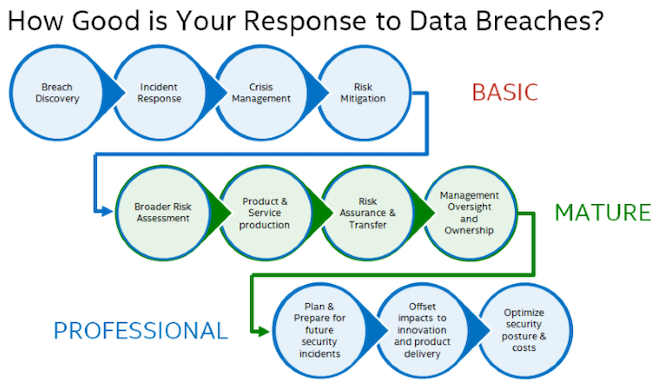 How Good is Your Response to Data Breaches?
Breach
Discovery
Incident
Response
Crisis
Management
Risk
Mitigation
BASIC
Broader Risk
Assessment
Product &
Service
production
Risk
Assurance &
Transfer
Management
Oversight
and
Ownership
MATURE
PROFESSIONAL
Plan &
Prepare for
future
security
incidents
Offset
impacts to
innovation
and product
delivery
Optimize
security
posture &
costs